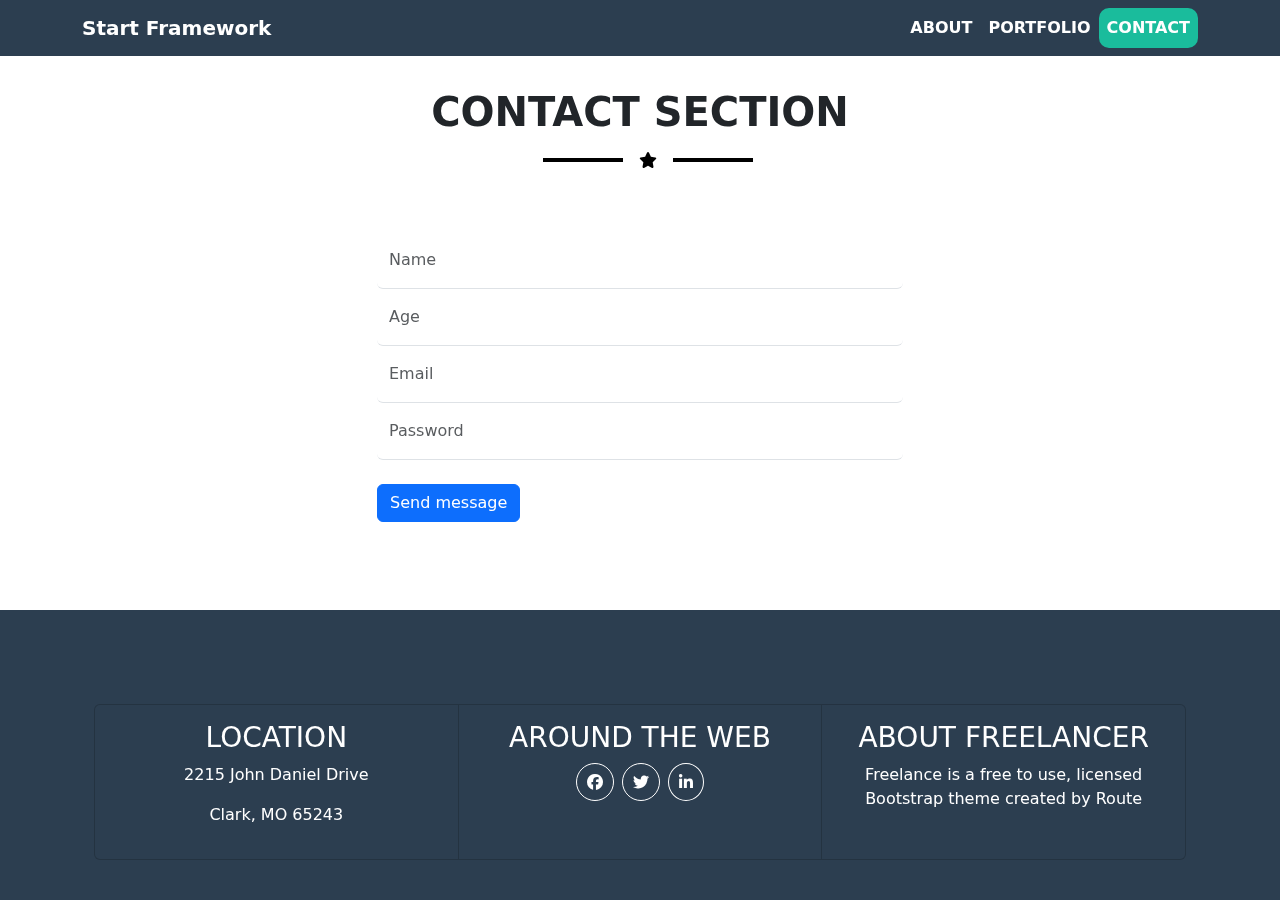 Start Framework
ABOUT PORTFOLIO CONTACT
CONTACT SECTION
Name
Age
Email
Password
Send message
LOCATION
2215 John Daniel Drive
Clark, MO 65243
AROUND THE WEB
ABOUT FREELANCER
Freelance is a free to use, licensed
Bootstrap theme created by Route